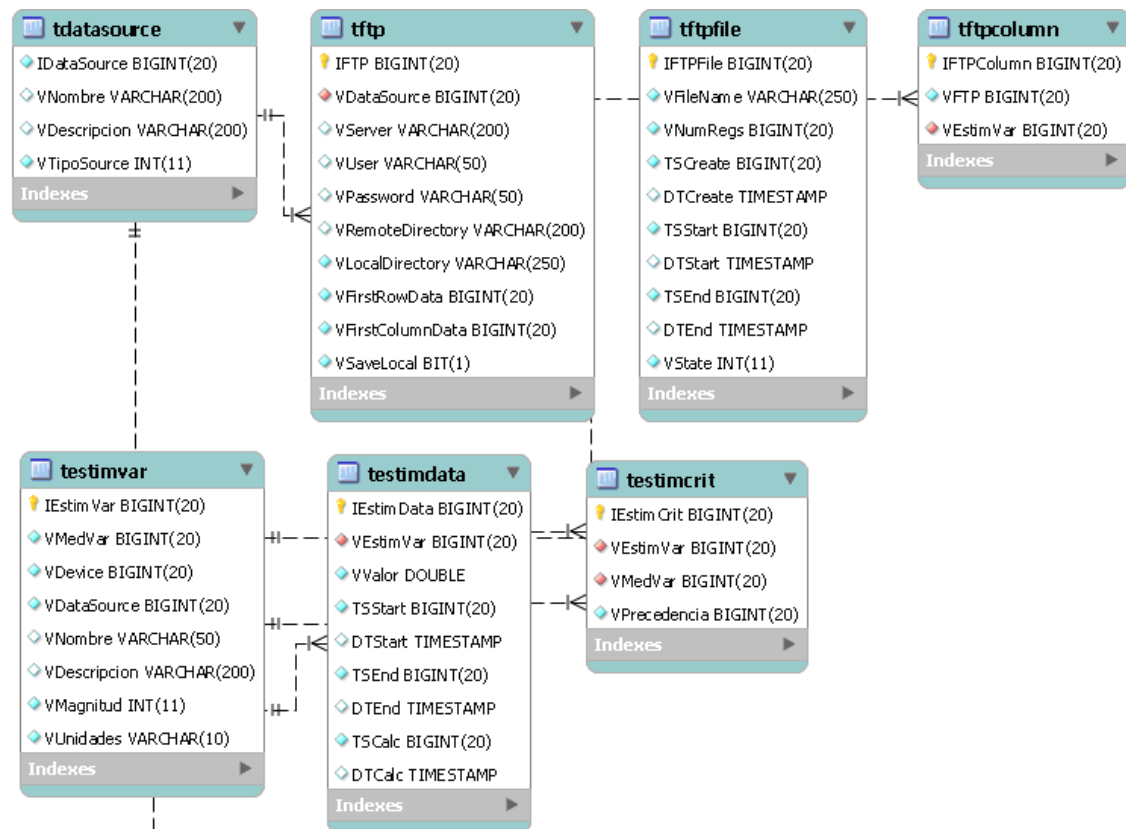 tdatasource
IDataSource BIGINT(20)
VNombre VARCHAR(200)
VDescripcion VARCHAR(200)
VTipoSource INT(11)
Indexes
tftp
IFTP BIGINT(20)
VDataSource BIGINT(20)
VServer VARCHAR(200)
VUser VARCHAR(50)
VPassword VARCHAR(50)
VRemoteDirectory VARCHAR(200)
VLocalDirectory VARCHAR(250)
VFirstRowData BIGINT(20)
VFirstColumnData BIGINT(20)
VSaveLocal BIT(1)
Indexes
tftpfile
IFTPFile BIGINT(20)
VFileName VARCHAR(250)
VNumRegs BIGINT(20)
TSCreate BIGINT(20)
DTCreate TIMESTAMP
TSStart BIGINT(20)
DTStart TIMESTAMP
TSEnd BIGINT(20)
DTEnd TIMESTAMP
VState INT(11)
Indexes
tftpcolumn
IFTPColumn BIGINT(20)
VFTP BIGINT(20)
VEstimVar BIGINT(20)
Indexes
testimvar
IEstimVar BIGINT(20)
VMedVar BIGINT(20)
VDevice BIGINT(20)
VDataSource BIGINT(20)
VNombre VARCHAR(50)
VDescripcion VARCHAR(200)
VMagnitud INT(11)
VUnidades VARCHAR(10)
Indexes
testimdata
IEstimData BIGINT(20)
VEstimVar BIGINT(20)
VValor DOUBLE
TSStart BIGINT(20)
DTStart TIMESTAMP
TSEnd BIGINT(20)
DTEnd TIMESTAMP
TSCalc BIGINT(20)
DTCalc TIMESTAMP
Indexes
testimcrit
IEstimCrit BIGINT(20)
VEstimVar BIGINT(20)
VMedVar BIGINT(20)
VPrecedencia BIGINT(20)
Indexes